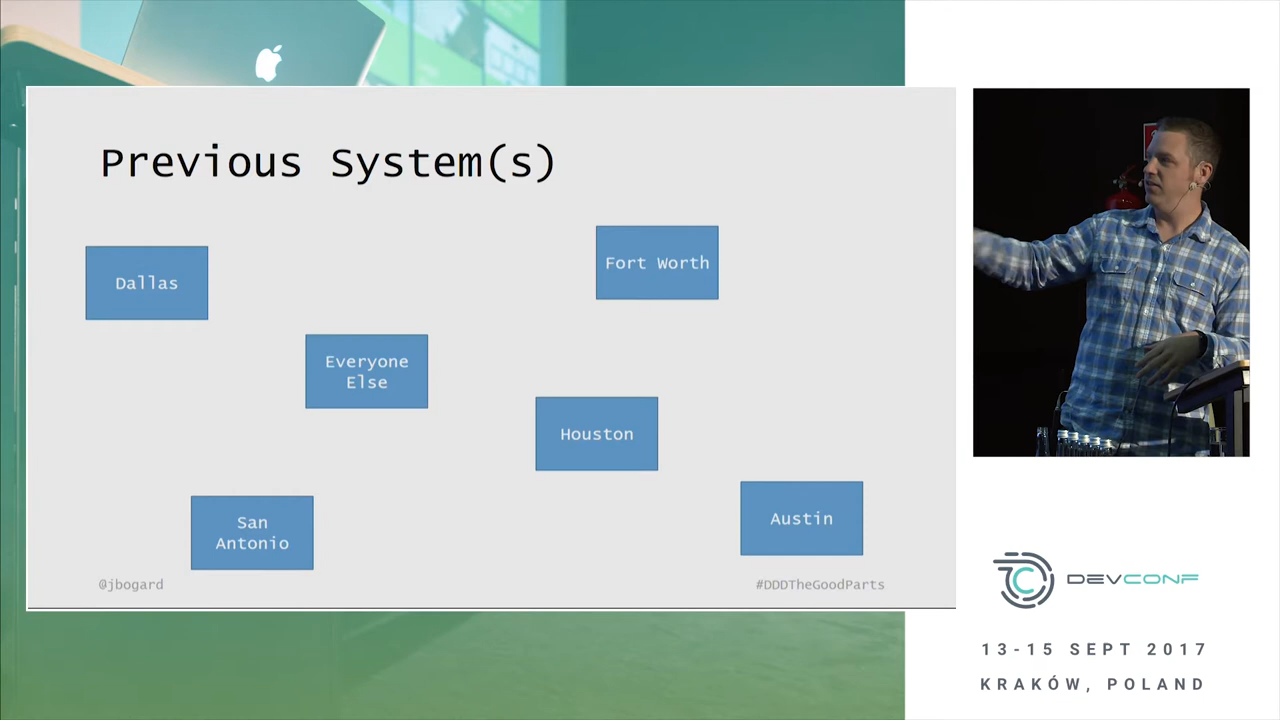 Previous System(s)
Dallas
Fort Worth
Everyone
Else
Houston
San
Antonio
Austin
@jbogard
#DDDTheGoodParts
DEVCONF
13-15 SEPT 2017
KRAKÓW, POLAND